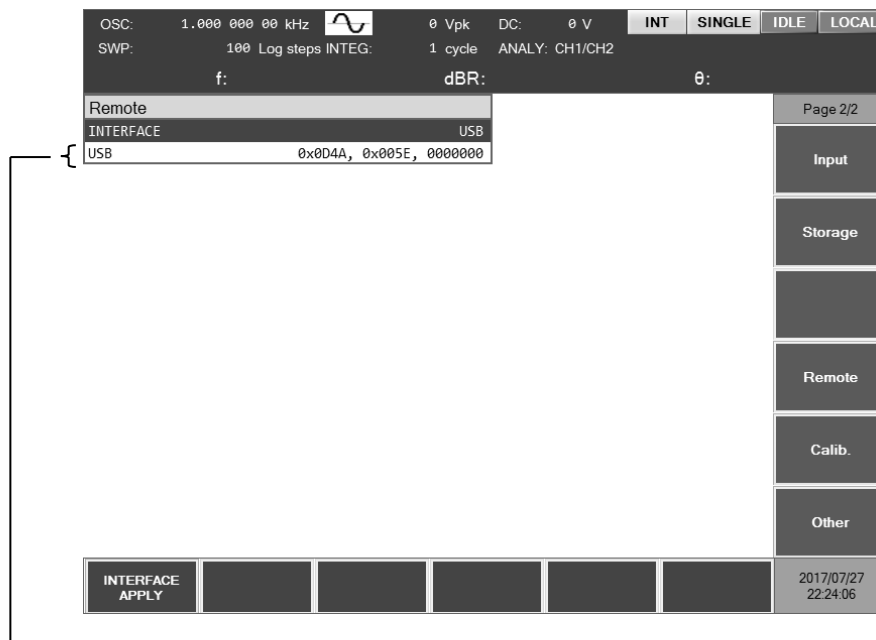 OSC: 1.000 000 00 kHz 0 Vpk DC: 0 V INT SINGLE IDLE LOCAL
SWP: 100 Log steps INTEG: 1 cycle ANALY: CH1/CH2
f: dBR: θ:
Remote
INTERFACE USB
USB 0x0D4A, 0x005E, 0000000
Page 2/2
Input
Storage
Remote
Calib.
Other
INTERFACE
APPLY
2017/07/27
22:24:06